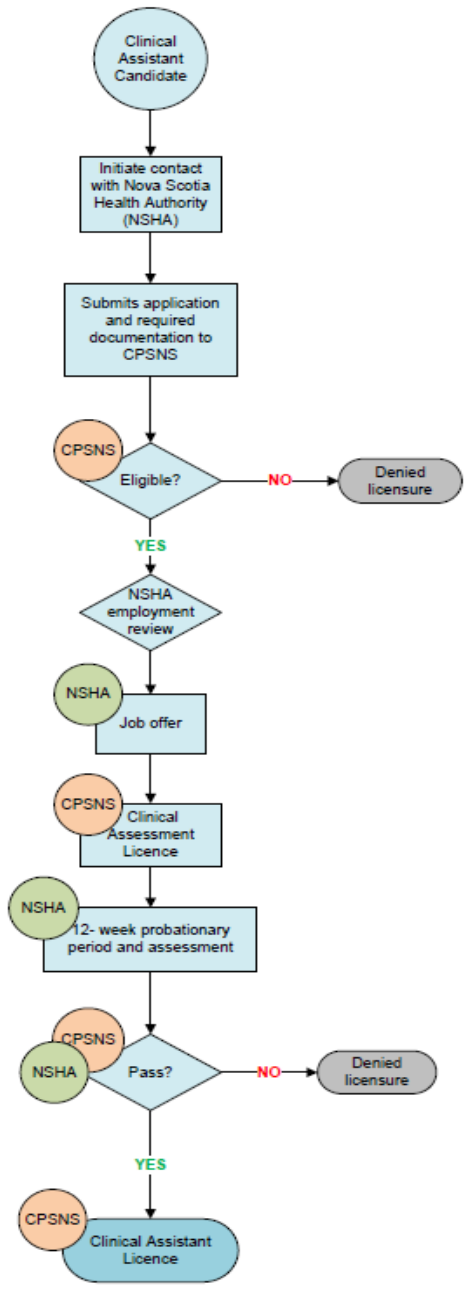 Clinical
Assistant
Candidate
Initiate contact
with Nova Scotia
Health Authority
(NSHA)
Submits application
and required
documentation to
CPSNS
CPSNS
Eligible?
NO
Denied
licensure
YES
NSHA
employment
review
NSHA
Job offer
CPSNS
Clinical
Assessment
Licence
NSHA
12- week probationary
period and assessment
CPSNS
NSHA
Pass?
NO
Denied
licensure
YES
CPSNS
Clinical Assistant
Licence